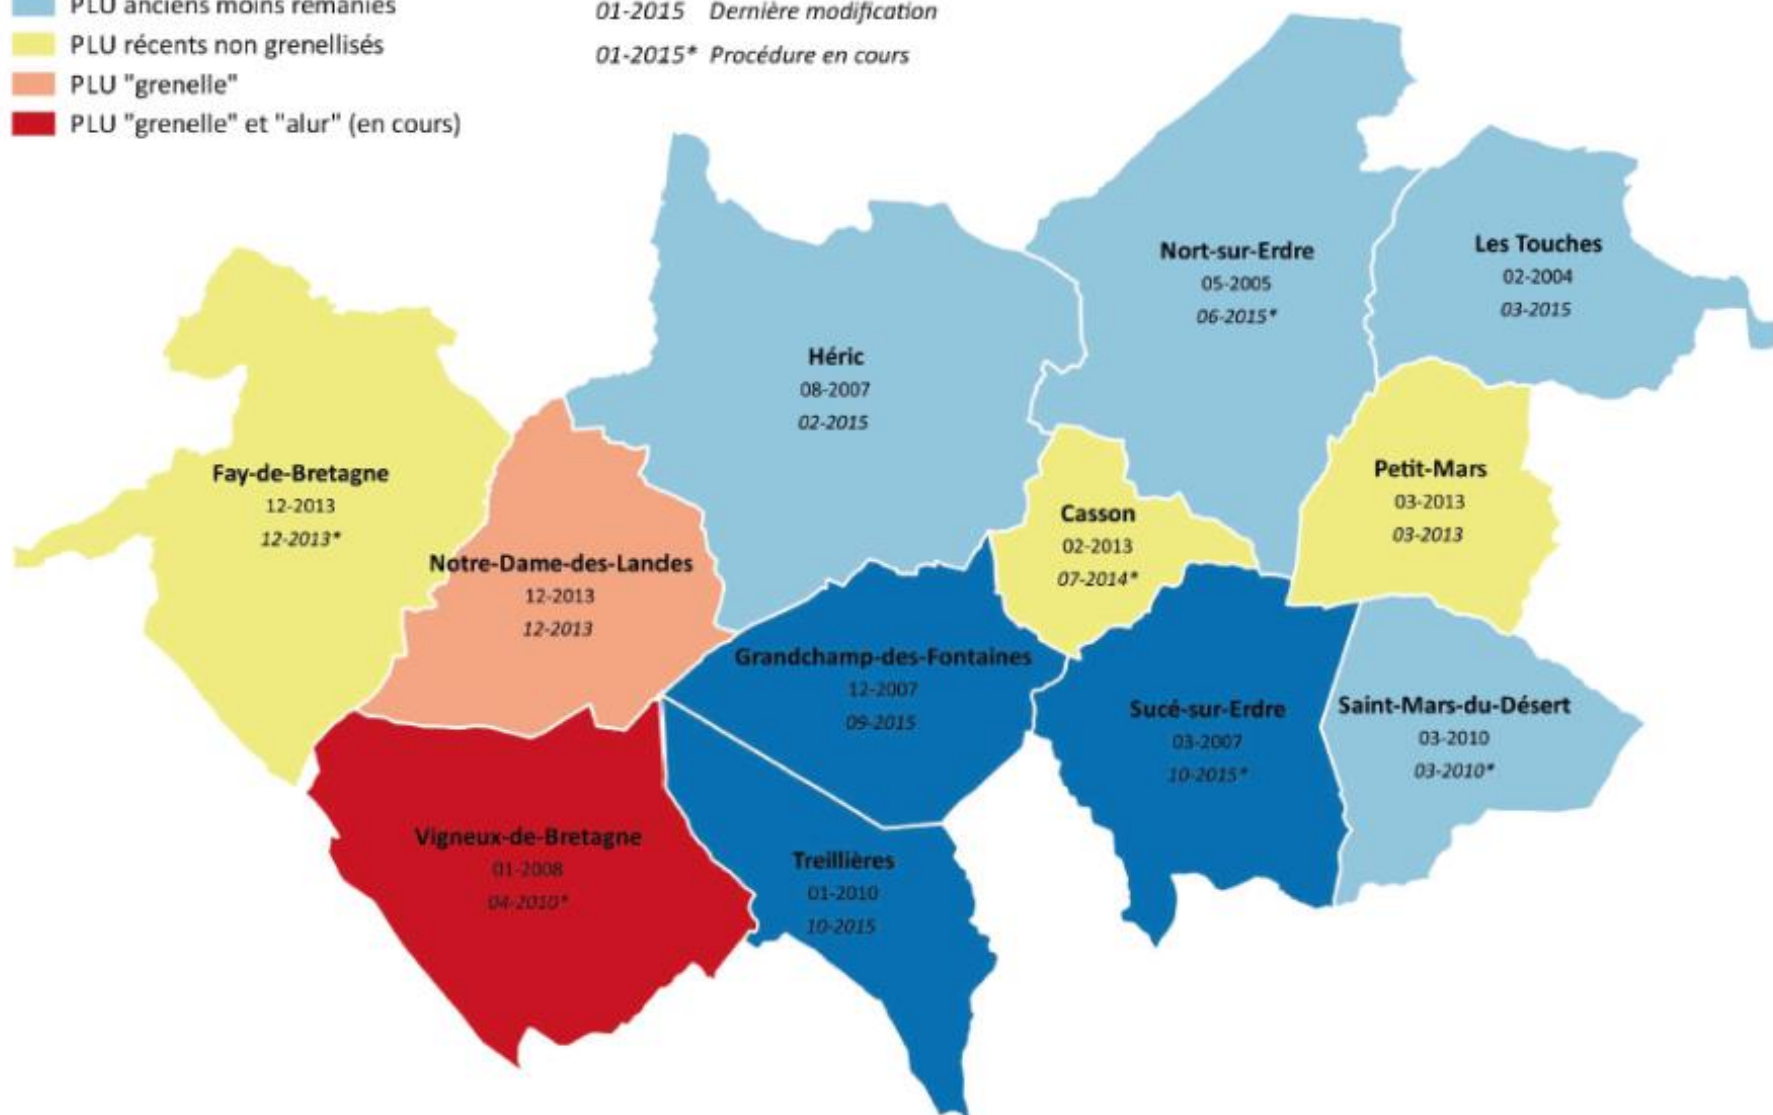 PLU anciens moins remaniés
PLU récents non grenellisés
PLU "grenelle"
PLU "grenelle" et "alur" (en cours)
01-2015 Dernière modification
01-2015* Procédure en cours
Nort-sur-Erdre
05-2005
06-2015*
Les Touches
02-2004
03-2015
Héric
08-2007
02-2015
Fay-de-Bretagne
12-2013
12-2013*
Petit-Mars
03-2013
03-2013
Casson
02-2013
07-2014*
Notre-Dame-des-Landes
12-2013
12-2013
Grandchamp-des-Fontaines
12-2007
09-2015
Sucé-sur-Erdre
03-2007
10-2015*
Saint-Mars-du-Désert
03-2010
03-2010*
Vigneux-de-Bretagne
01-2008
04-2010*
Treillières
01-2010
10-2015